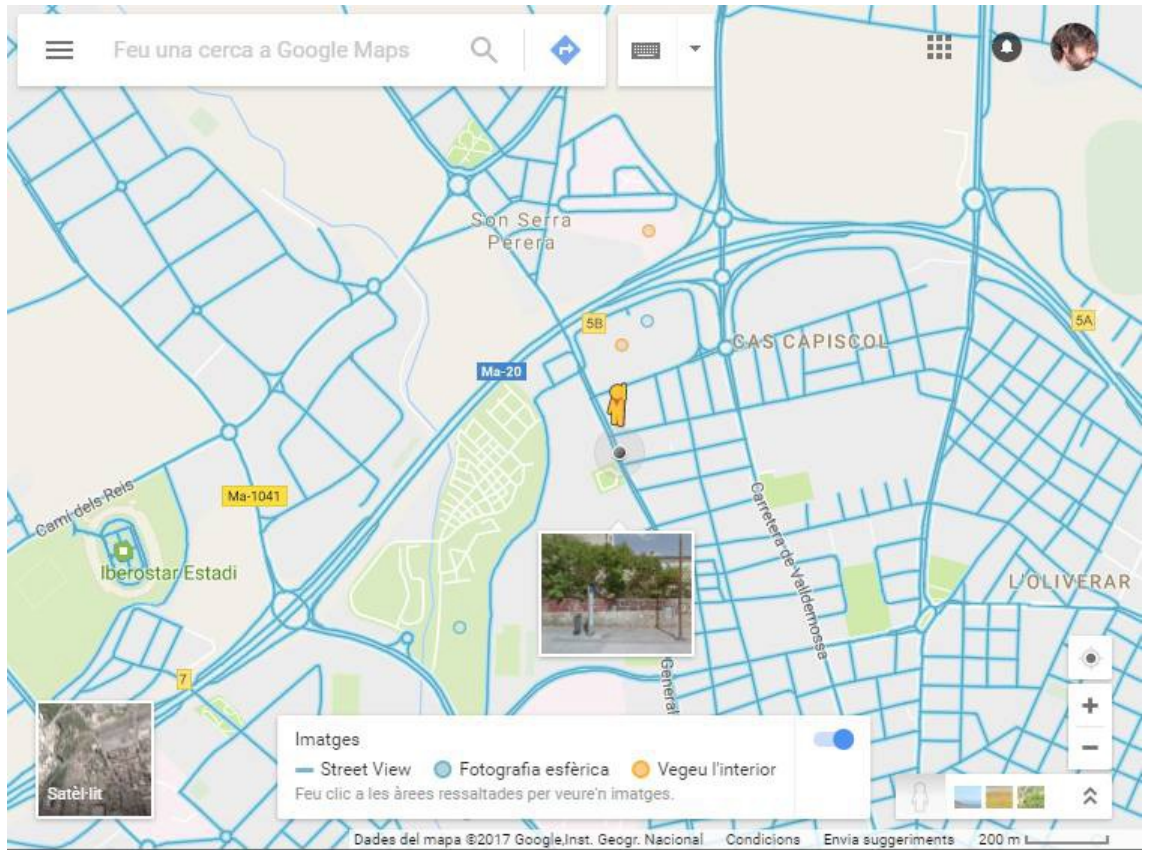 Feu una cerca a Google Maps
Son Serra
Perera
5B
5A
CAS CAPISCOL
Ma-20
Camí dels Reis
Ma-1041
Carretera de Valldemossa
Iberostar Estadi
L'OLIVERAR
General
7
Imatges
Street View
Fotografia esfèrica
Vegeu l'interior
Feu clic a les àrees ressaltades per veure'n imatges.
Satèl·lit
Dades del mapa ©2017 Google,Inst. Geogr. Nacional
Condicions
Envia suggeriments
200 m